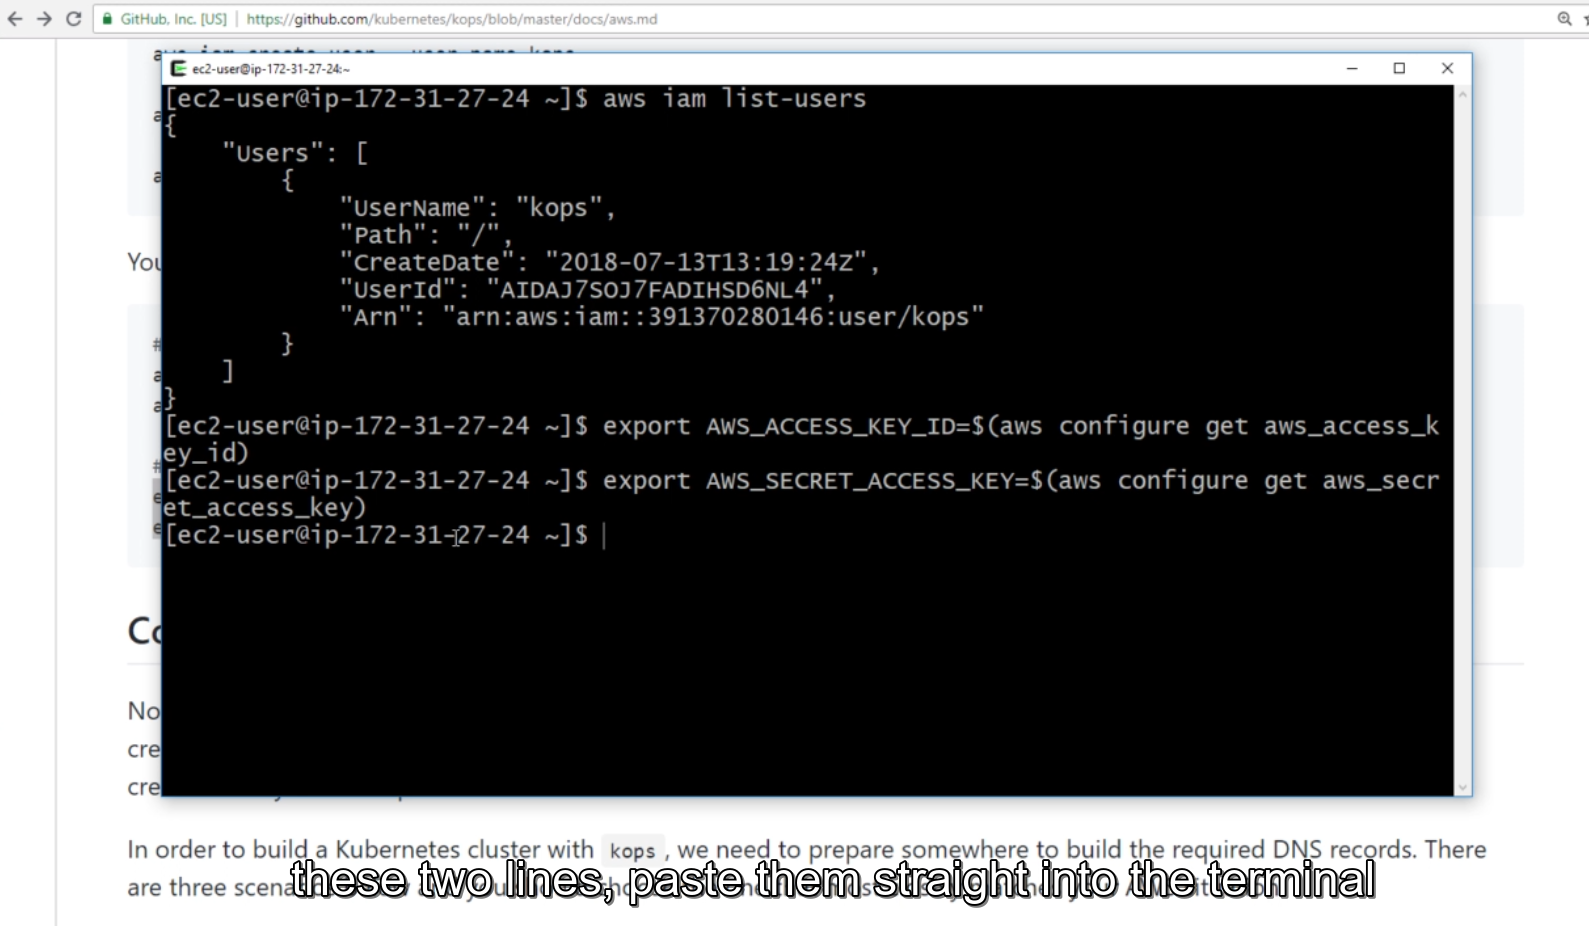 GitHub, Inc. [US] https://github.com/kubernetes/kops/blob/master/docs/aws.md
ec2-user@ip-172-31-27-24:~
[ec2-user@ip-172-31-27-24 ~]$ aws iam list-users
{
"Users": [
{
"UserName": "kops",
"Path": "/",
"CreateDate": "2018-07-13T13:19:24Z",
"UserId": "AIDAJ7SOJ7FADIHSD6NL4",
"Arn": "arn:aws:iam::391370280146:user/kops"
}
]
}
[ec2-user@ip-172-31-27-24 ~]$ export AWS_ACCESS_KEY_ID=$(aws configure get aws_access_k
ey_id)
[ec2-user@ip-172-31-27-24 ~]$ export AWS_SECRET_ACCESS_KEY=$(aws configure get aws_secr
et_access_key)
[ec2-user@ip-172-31-27-24 ~]$
You
Co
No
cre
cre
In order to build a Kubernetes cluster with kops , we need to prepare somewhere to build the required DNS records. There
are three
these two lines, paste them straight into the terminal